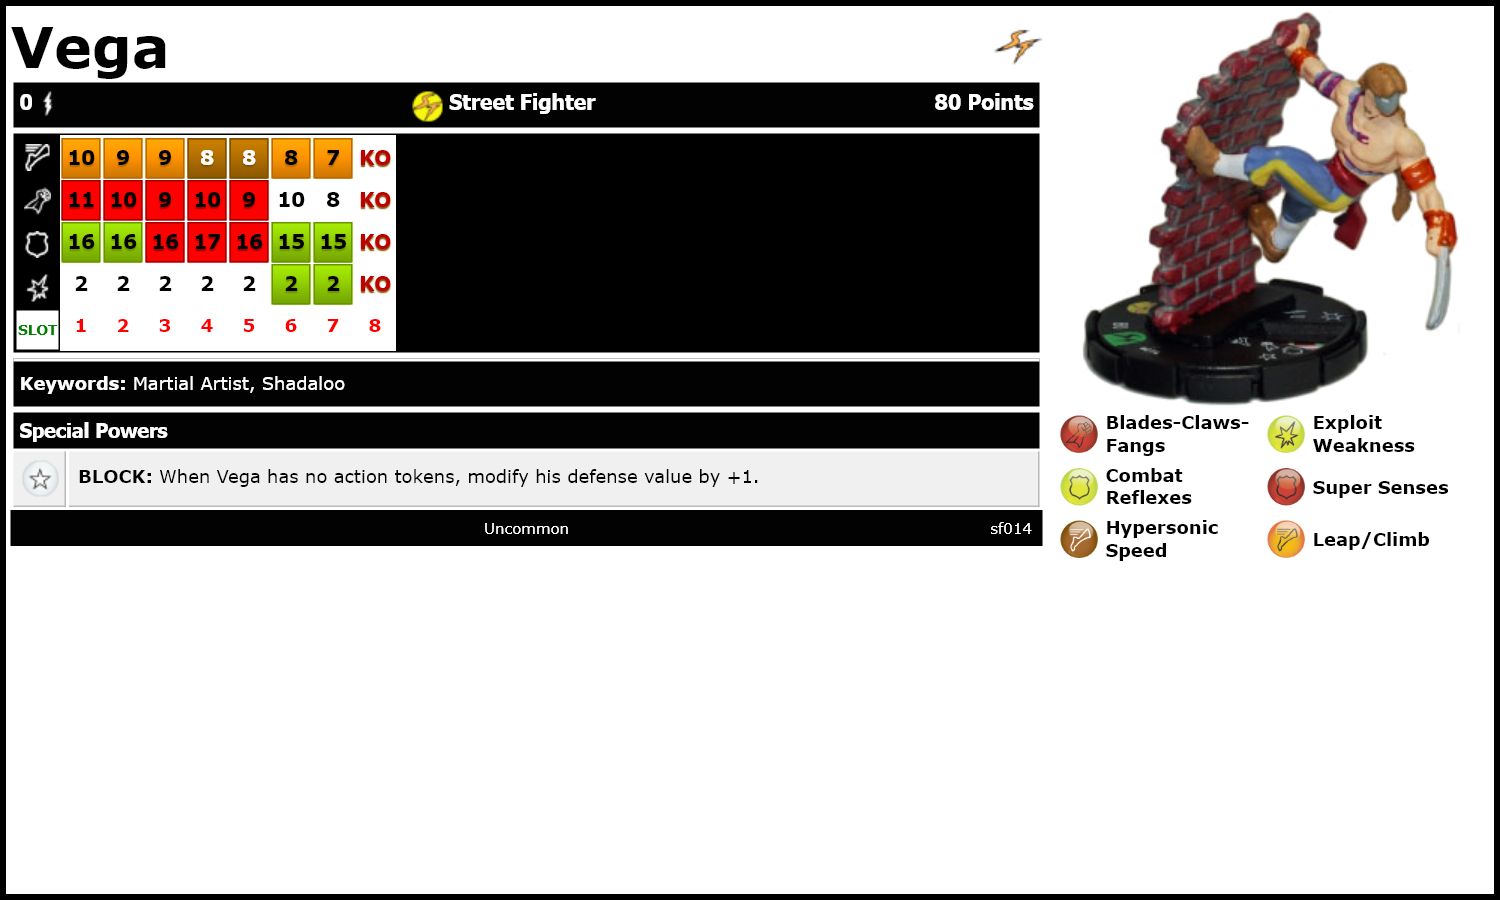 Vega
0 Street Fighter 80 Points
10 9 9 8 8 8 7 KO
11 10 9 10 9 10 8 KO
16 16 16 17 16 15 15 KO
2 2 2 2 2 2 2 KO
SLOT 1 2 3 4 5 6 7 8
Keywords: Martial Artist, Shadaloo
Special Powers
BLOCK: When Vega has no action tokens, modify his defense value by +1.
Uncommon sf014
Blades-Claws-
Fangs
Exploit
Weakness
Combat
Reflexes
Super Senses
Hypersonic
Speed
Leap/Climb